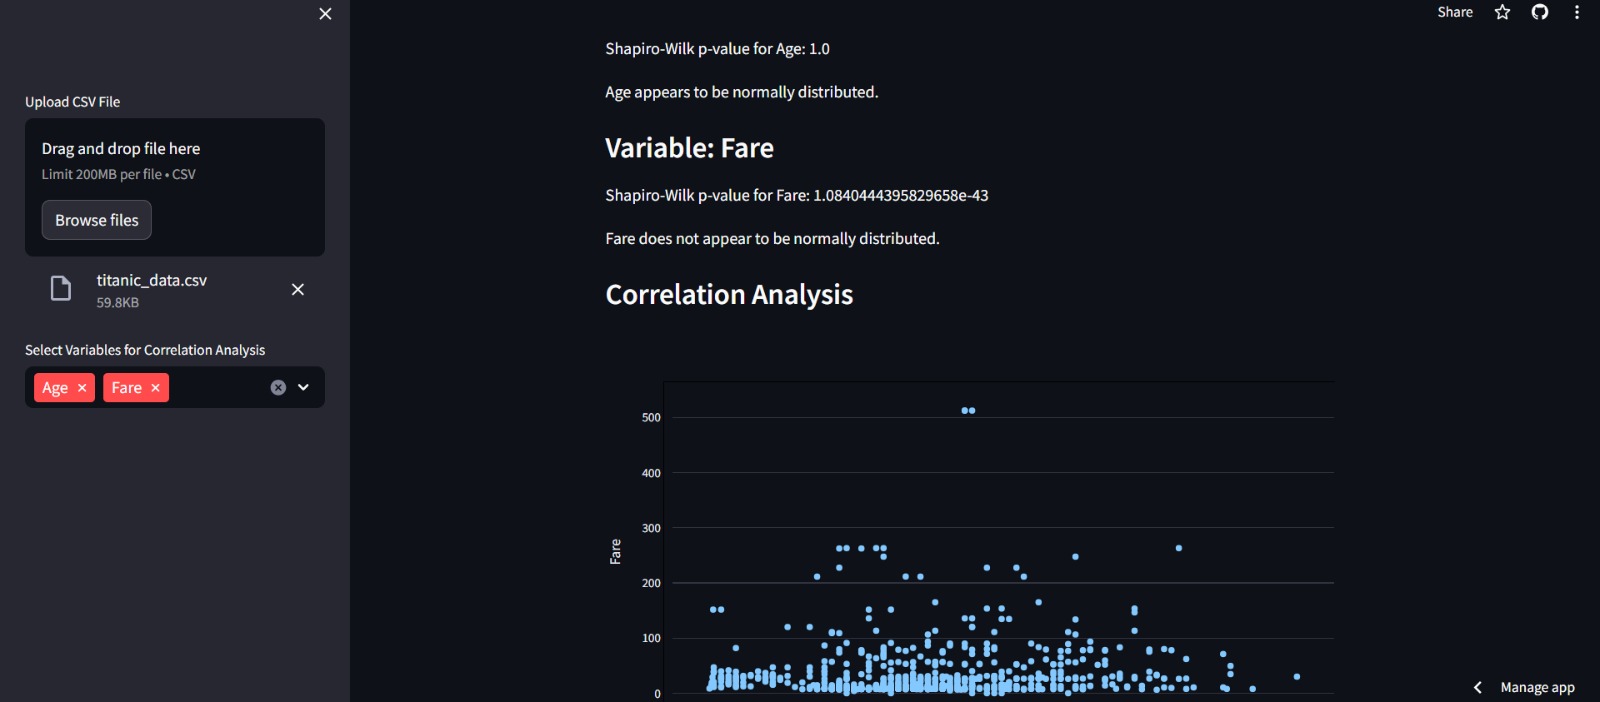 Share
Upload CSV File
Drag and drop file here
Limit 200MB per file • CSV
Browse files
titanic_data.csv
59.8KB
Select Variables for Correlation Analysis
Age
Fare
Shapiro-Wilk p-value for Age: 1.0
Age appears to be normally distributed.
Variable: Fare
Shapiro-Wilk p-value for Fare: 1.0840444395829658e-43
Fare does not appear to be normally distributed.
Correlation Analysis
500
400
300
200
100
0
Fare
Manage app